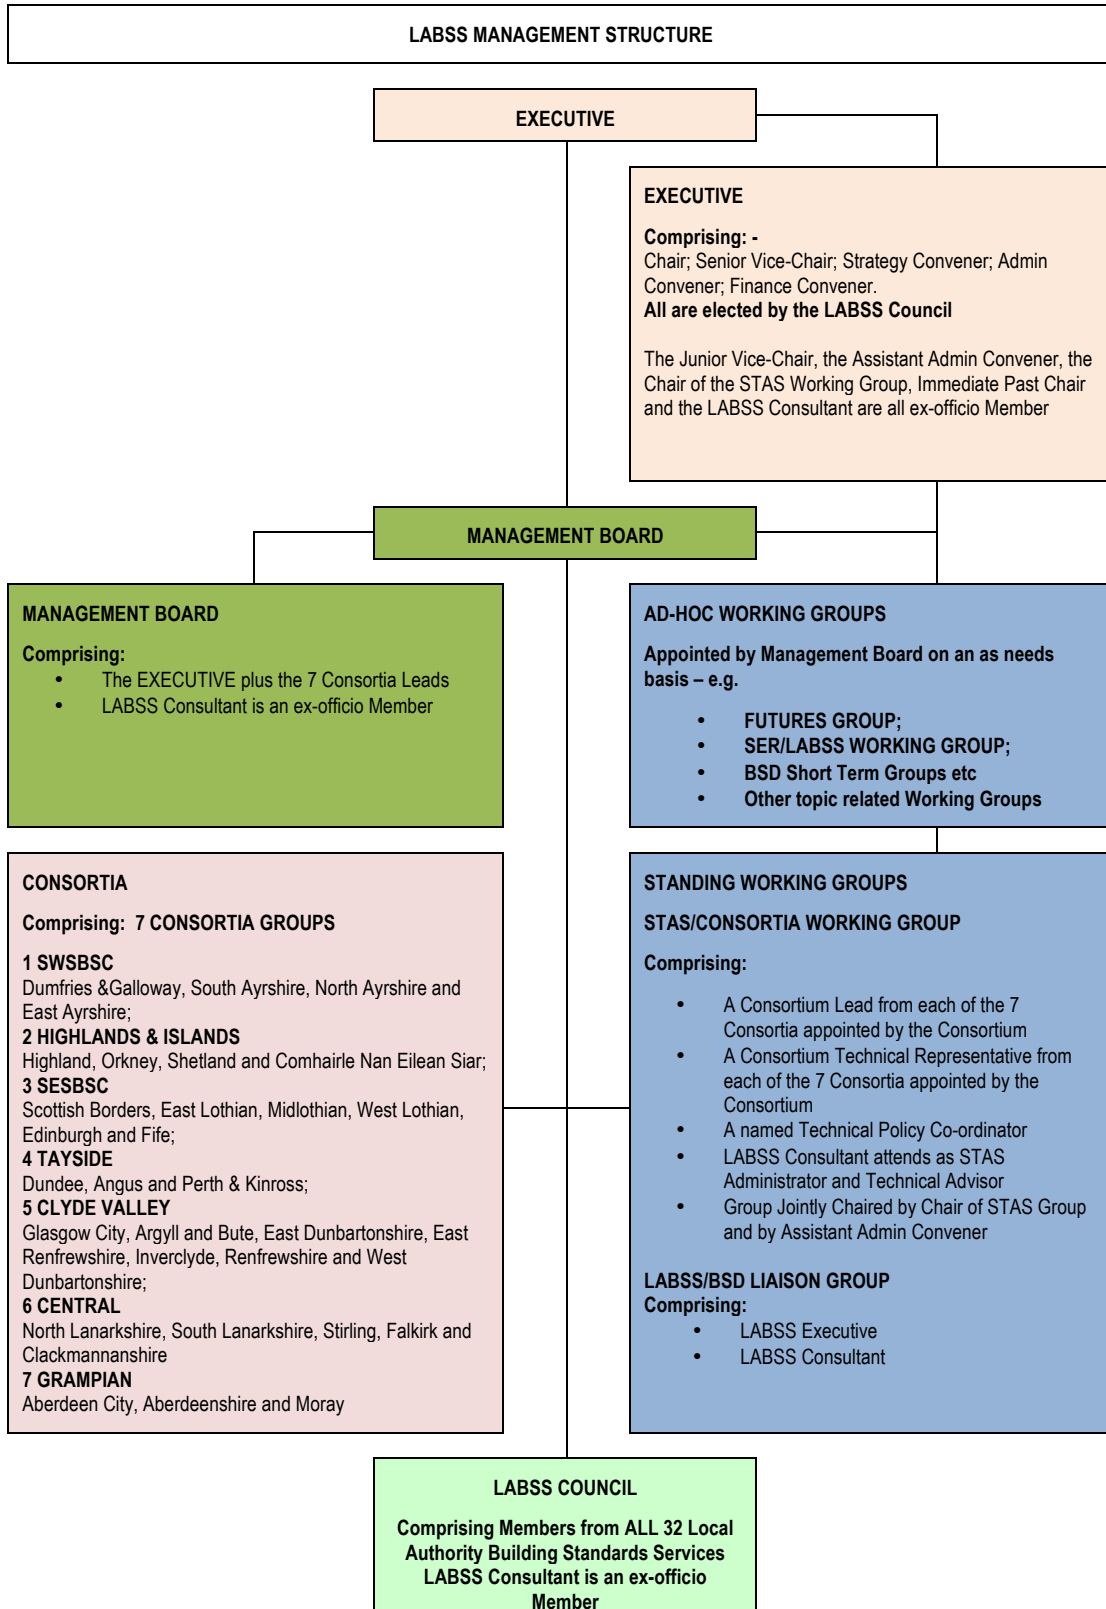 LABSS MANAGEMENT STRUCTURE
EXECUTIVE
EXECUTIVE
Comprising: -
Chair; Senior Vice-Chair; Strategy Convener; Admin
Convener; Finance Convener.
All are elected by the LABSS Council
The Junior Vice-Chair, the Assistant Admin Convener, the
Chair of the STAS Working Group, Immediate Past Chair
and the LABSS Consultant are all ex-officio Member
MANAGEMENT BOARD
MANAGEMENT BOARD
Comprising:
• The EXECUTIVE plus the 7 Consortia Leads
• LABSS Consultant is an ex-officio Member
AD-HOC WORKING GROUPS
Appointed by Management Board on an as needs
basis – e.g.
• FUTURES GROUP;
• SER/LABSS WORKING GROUP;
• BSD Short Term Groups etc
• Other topic related Working Groups
CONSORTIA
Comprising: 7 CONSORTIA GROUPS
1 SWSBSC
Dumfries &Galloway, South Ayrshire, North Ayrshire and
East Ayrshire;
2 HIGHLANDS & ISLANDS
Highland, Orkney, Shetland and Comhairle Nan Eilean Siar;
3 SESBSC
Scottish Borders, East Lothian, Midlothian, West Lothian,
Edinburgh and Fife;
4 TAYSIDE
Dundee, Angus and Perth & Kinross;
5 CLYDE VALLEY
Glasgow City, Argyll and Bute, East Dunbartonshire, East
Renfrewshire, Inverclyde, Renfrewshire and West
Dunbartonshire;
6 CENTRAL
North Lanarkshire, South Lanarkshire, Stirling, Falkirk and
Clackmannanshire
7 GRAMPIAN
Aberdeen City, Aberdeenshire and Moray
STANDING WORKING GROUPS
STAS/CONSORTIA WORKING GROUP
Comprising:
• A Consortium Lead from each of the 7
Consortia appointed by the Consortium
• A Consortium Technical Representative from
each of the 7 Consortia appointed by the
Consortium
• A named Technical Policy Co-ordinator
• LABSS Consultant attends as STAS
Administrator and Technical Advisor
• Group Jointly Chaired by Chair of STAS Group
and by Assistant Admin Convener
LABSS/BSD LIAISON GROUP
Comprising:
• LABSS Executive
• LABSS Consultant
LABSS COUNCIL
Comprising Members from ALL 32 Local
Authority Building Standards Services
LABSS Consultant is an ex-officio
Member